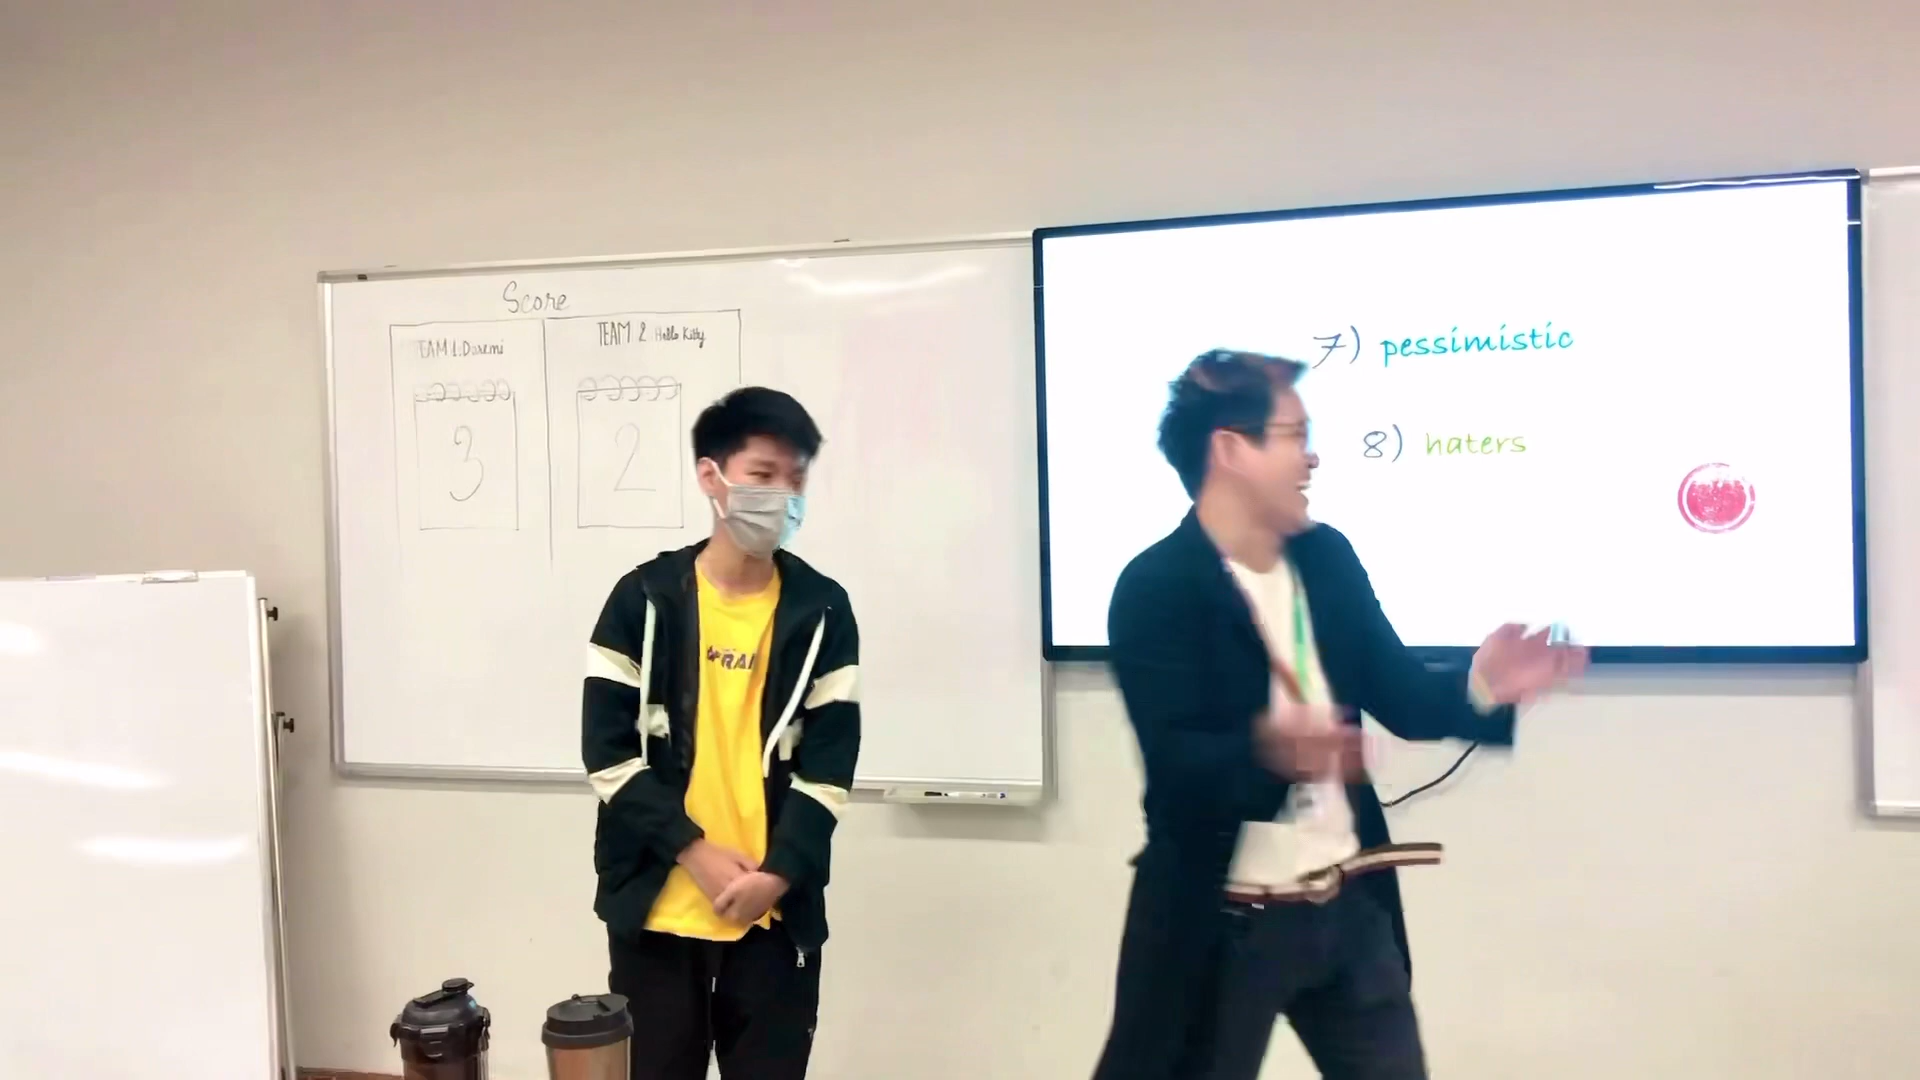 Score
TEAM 1. Doremi
TEAM 2 Hello Kitty
3
2
7) pessimistic
8) haters